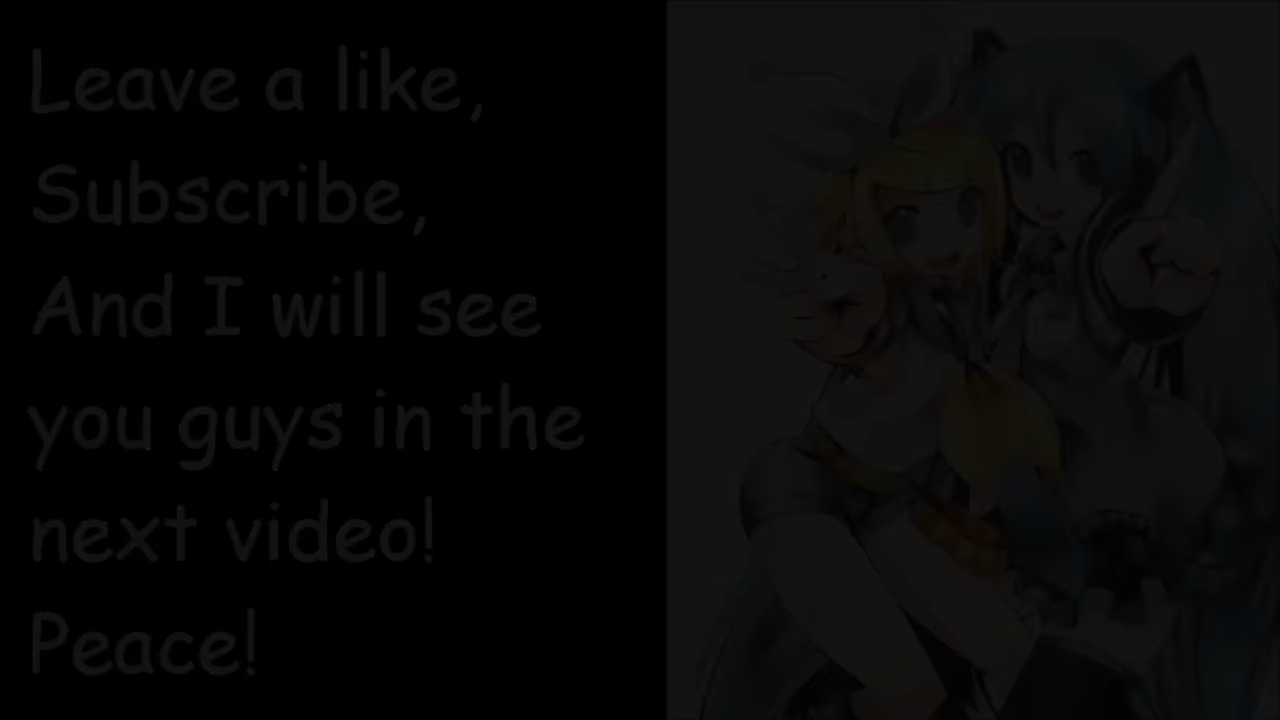 Leave a like,
Subscribe,
And I will see
you guys in the
next video!
Peace!